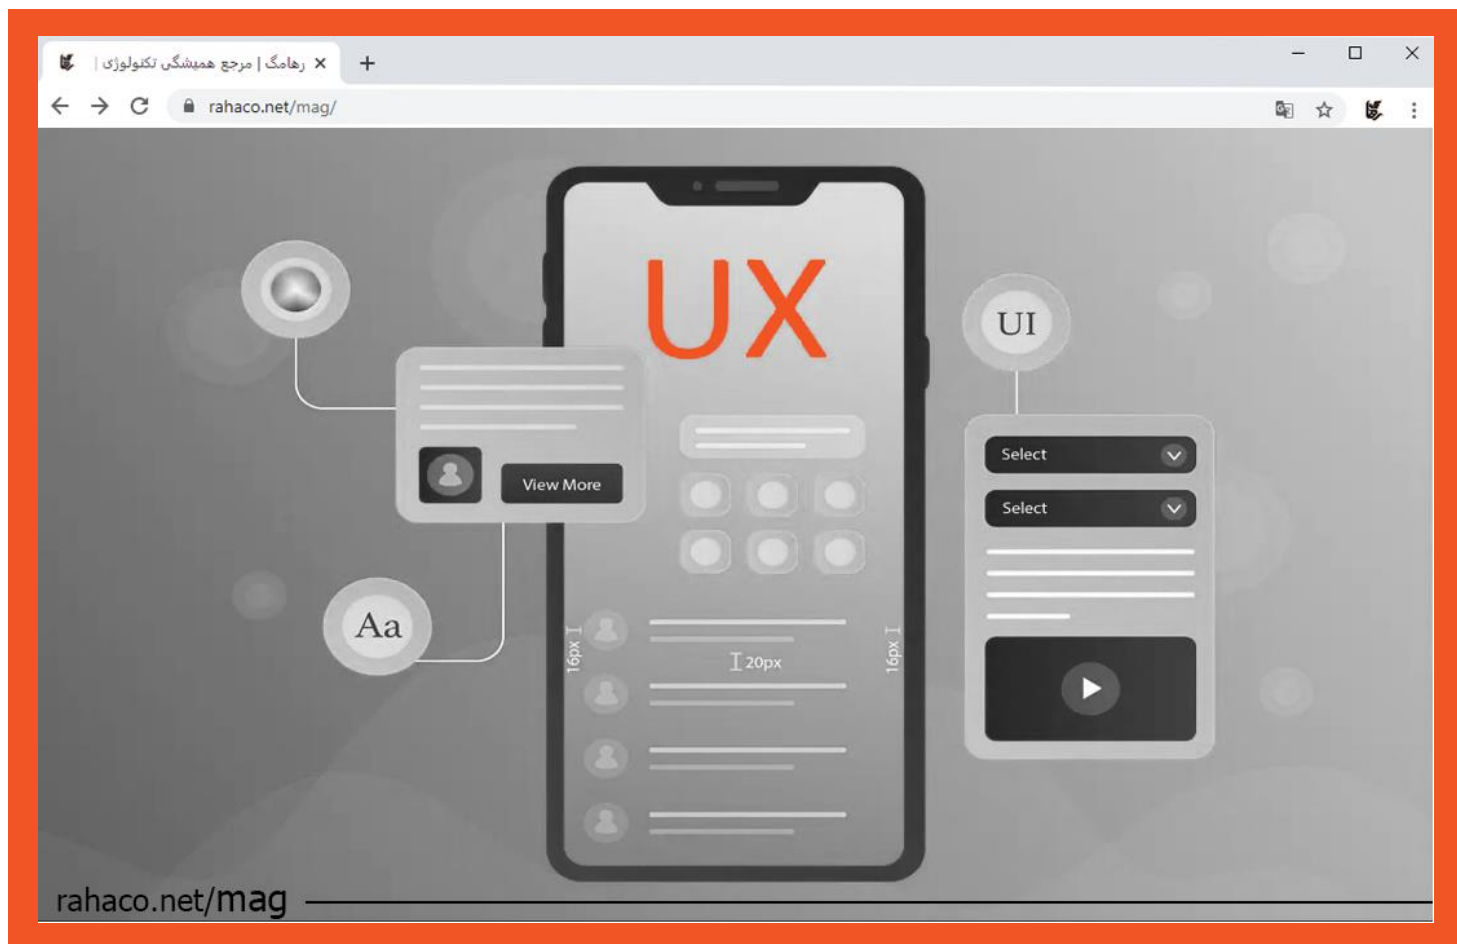 رهامگ | مرجع همیشگی تکنولوژی |
rahaco.net/mag/
UX
UI
View More
Select
Select
Aa
16px
20px
16px
rahaco.net/mag